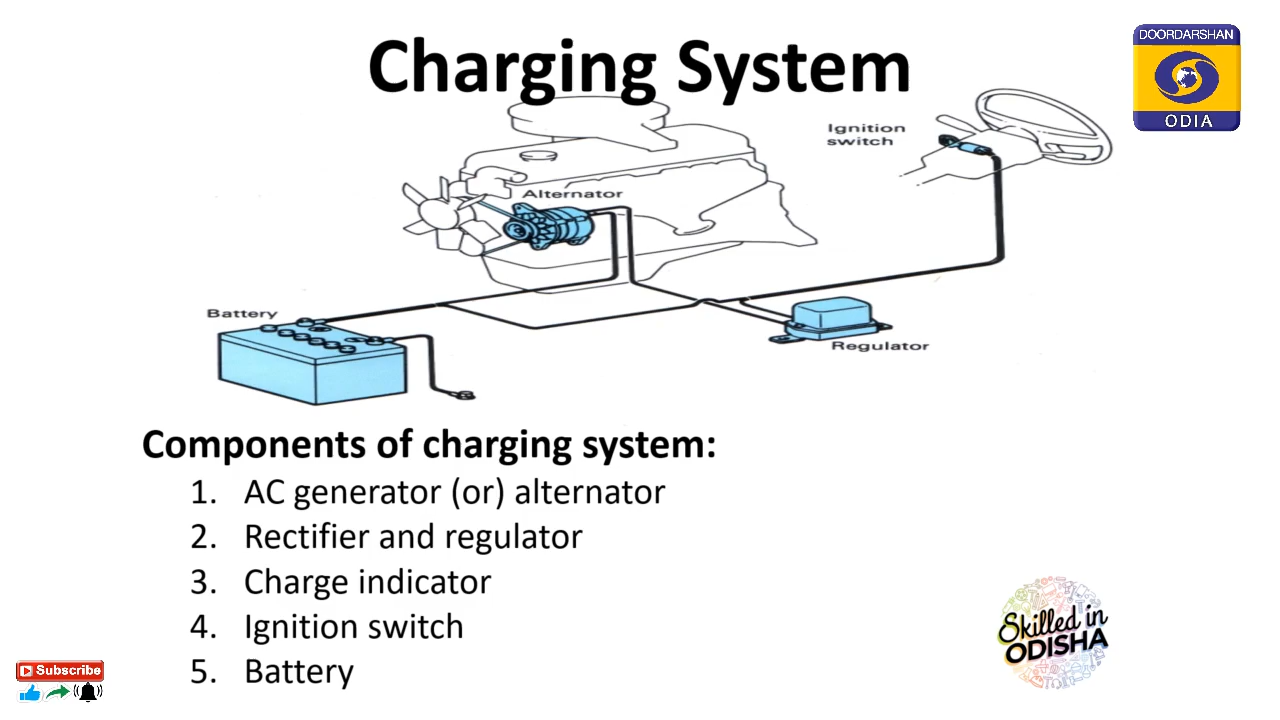 Charging System
DOORDARSHAN
ODIA
Ignition
switch
Alternator
Battery
Regulator
Components of charging system:
1. AC generator (or) alternator
2. Rectifier and regulator
3. Charge indicator
4. Ignition switch
5. Battery
Skilled in
ODISHA
Subscribe